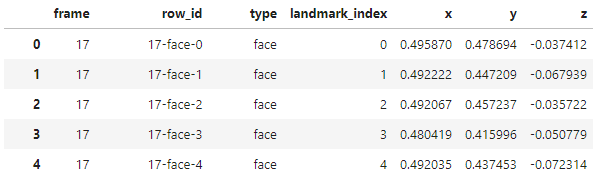 frame row_id type landmark_index x y z
0 17 17-face-0 face 0 0.495870 0.478694 -0.037412
1 17 17-face-1 face 1 0.492222 0.447209 -0.067939
2 17 17-face-2 face 2 0.492067 0.457237 -0.035722
3 17 17-face-3 face 3 0.480419 0.415996 -0.050779
4 17 17-face-4 face 4 0.492035 0.437453 -0.072314